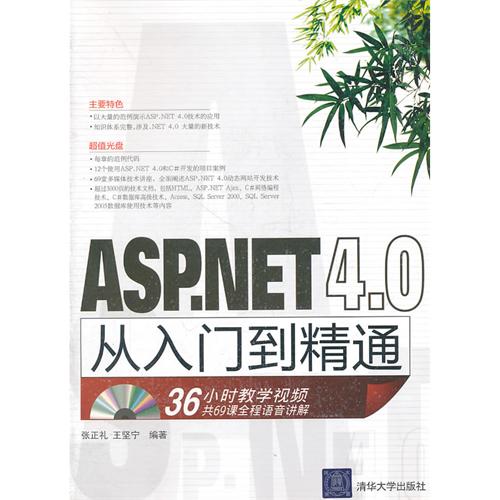 主要特色
· 以大量的范例演示ASP.NET 4.0技术的应用
· 知识体系完整,涉及.NET 4.0 大量的新技术
超值光盘
· 每章的范例代码
· 12个使用ASP.NET 4.0和C#开发的项目案例
· 69堂多媒体技术讲座，全面阐述ASP.NET 4.0动态网站开发技术
· 超过3000页的技术文档，包括HTML、ASP.NET Ajax、C#网络编程
技术、C#数据库高级技术、Access、SQL Server 2000、SQL Server
2005数据库使用技术等内容
ASP.NET 4.0
从入门到精通
36小时教学视频
共69课全程语音讲解
张正礼 王坚宁 编著
ASP.NET 4.0
清华大学出版社